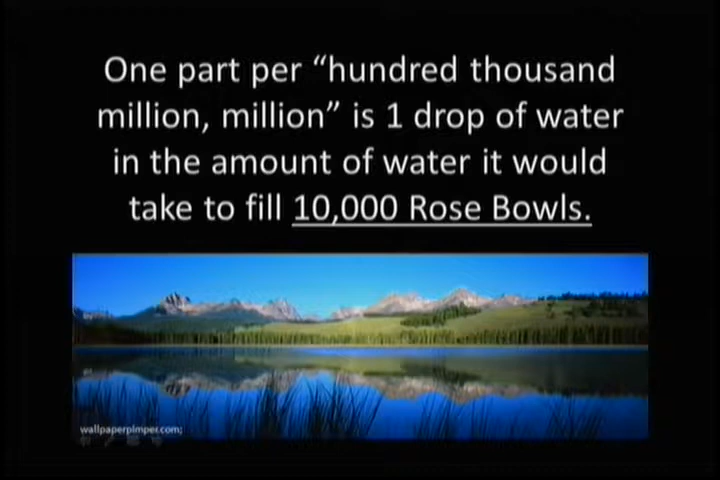 One part per “hundred thousand
million, million” is 1 drop of water
in the amount of water it would
take to fill 10,000 Rose Bowls.
wallpaperpimper.com;